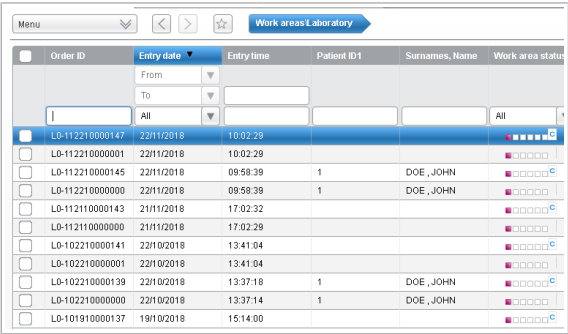 Menu Work areas\Laboratory
Order ID Entry date Entry time Patient ID1 Surnames, Name Work area status
From
To
All All
L0-112210000147 22/11/2018 10:02:29 C
L0-112210000001 22/11/2018 10:02:29
L0-112210000145 22/11/2018 09:58:39 1 DOE , JOHN C
L0-112210000000 22/11/2018 09:58:39 1 DOE , JOHN
L0-112110000143 21/11/2018 17:02:32 C
L0-112110000000 21/11/2018 17:02:29
L0-102210000141 22/10/2018 13:41:04 C
L0-102210000001 22/10/2018 13:41:04
L0-102210000139 22/10/2018 13:37:18 1 DOE , JOHN C
L0-102210000000 22/10/2018 13:37:14 1 DOE , JOHN
L0-101910000137 19/10/2018 15:14:00 C